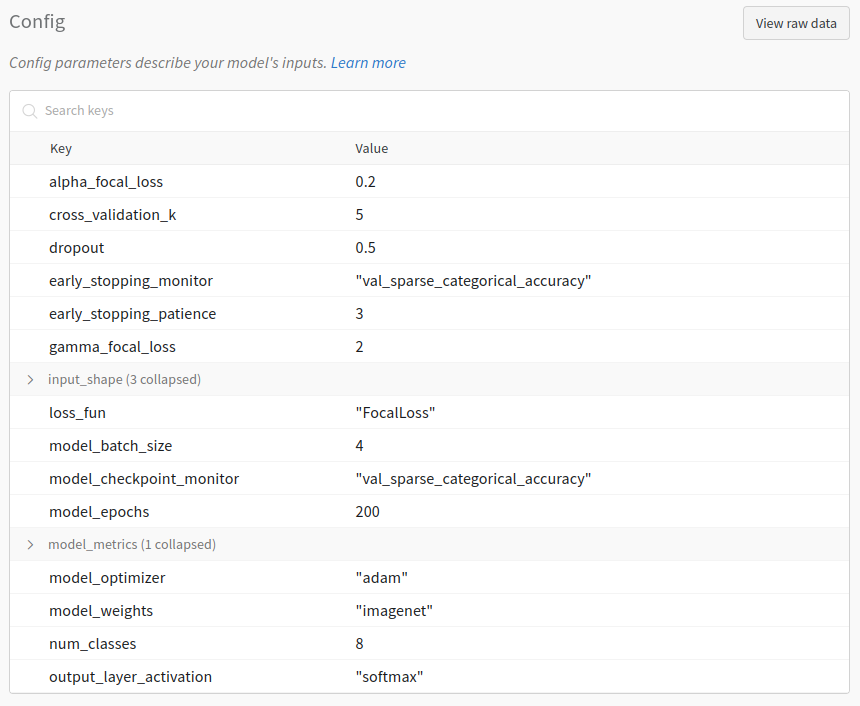 Config
View raw data
Config parameters describe your model's inputs. Learn more
Search keys
Key Value
alpha_focal_loss 0.2
cross_validation_k 5
dropout 0.5
early_stopping_monitor "val_sparse_categorical_accuracy"
early_stopping_patience 3
gamma_focal_loss 2
input_shape (3 collapsed)
loss_fun "FocalLoss"
model_batch_size 4
model_checkpoint_monitor "val_sparse_categorical_accuracy"
model_epochs 200
model_metrics (1 collapsed)
model_optimizer "adam"
model_weights "imagenet"
num_classes 8
output_layer_activation "softmax"